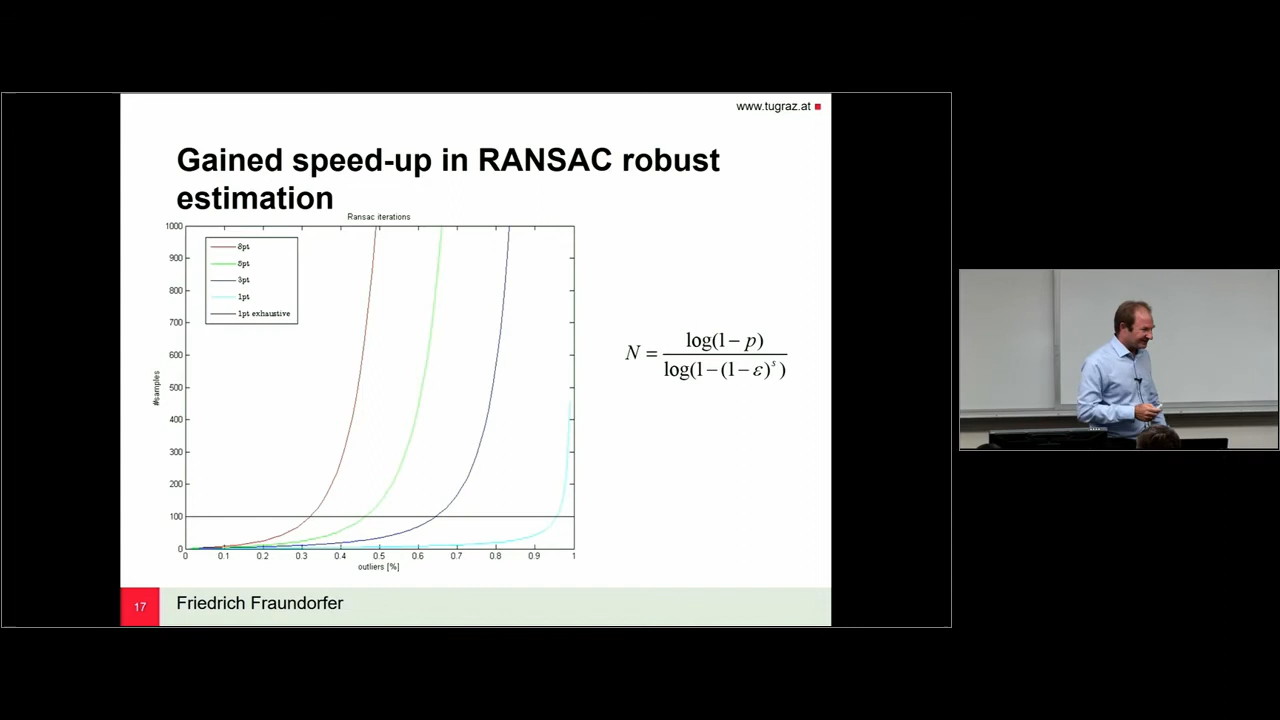 www.tugraz.at
Gained speed-up in RANSAC robust
estimation
Ransac iterations
1000
900
800
700
600
500
400
300
200
100
0
#samples
8pt
5pt
3pt
1pt
1pt exhaustive
0 0.1 0.2 0.3 0.4 0.5 0.6 0.7 0.8 0.9 1
outliers [%]
N = log(1− p) / log(1−(1− ε)^s )
17
Friedrich Fraundorfer